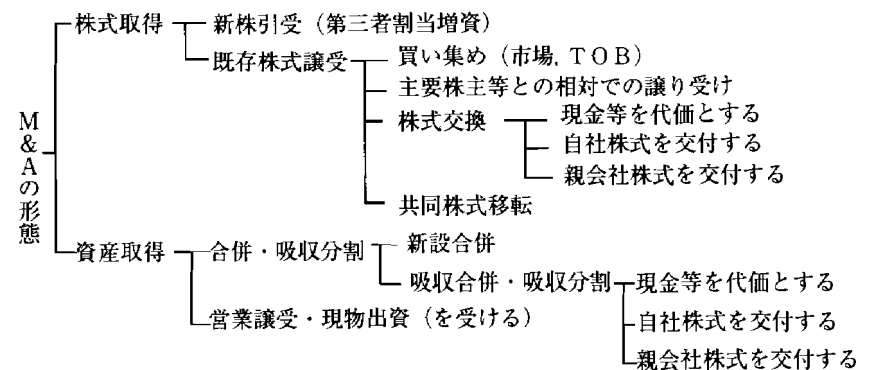 M&Aの形態
株式取得
新株引受（第三者割当増資）
既存株式譲受
買い集め（市場, TOB）
主要株主等との相対での譲り受け
株式交換
現金等を代価とする
自社株式を交付する
親会社株式を交付する
共同株式移転
資産取得
合併・吸収分割
新設合併
吸収合併・吸収分割
現金等を代価とする
自社株式を交付する
親会社株式を交付する
営業譲受・現物出資（を受ける）